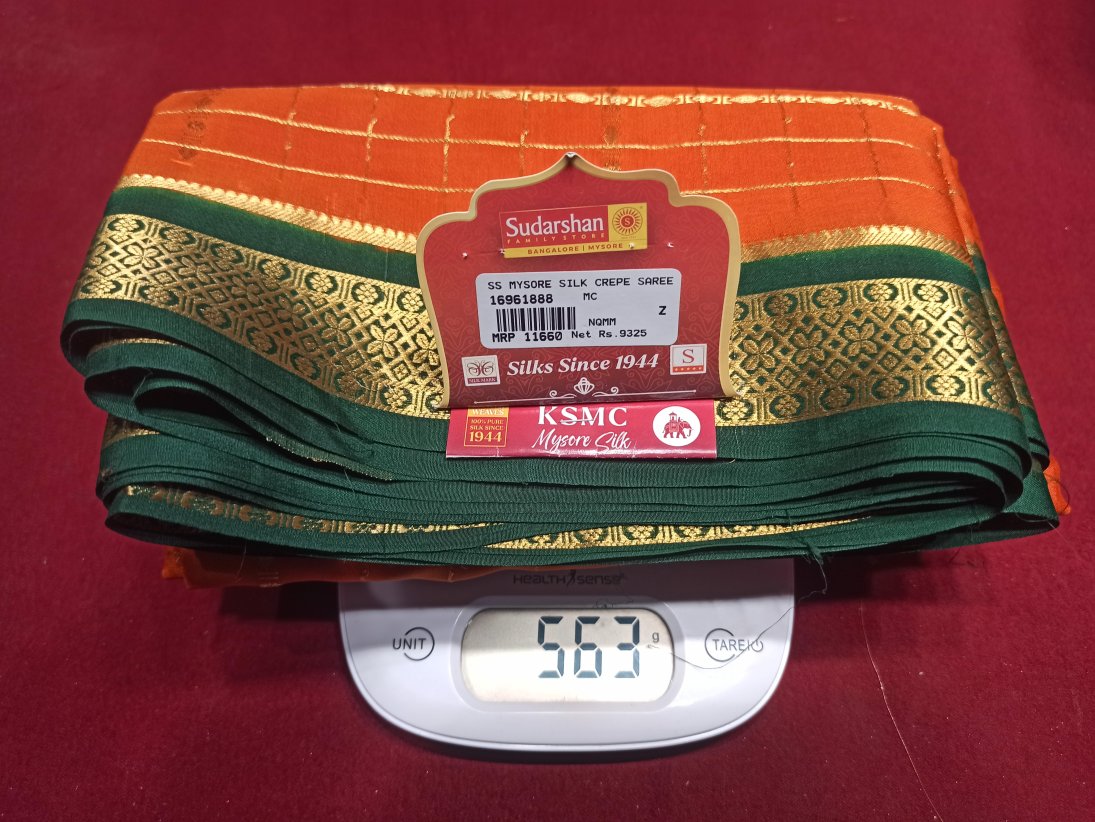 Sudarshan
FAMILY STORE
BANGALORE | MYSORE
SS MYSORE SILK CREPE SAREE
16961888 MC
Z
NQMM
MRP 11660 Net Rs.9325
SILK MARK
Silks Since 1944
S
WEAVES
100% PURE
SILK SINCE
1944
KSMC
Mysore Silk
HEALTH SENSE
UNIT
563 g
TARE